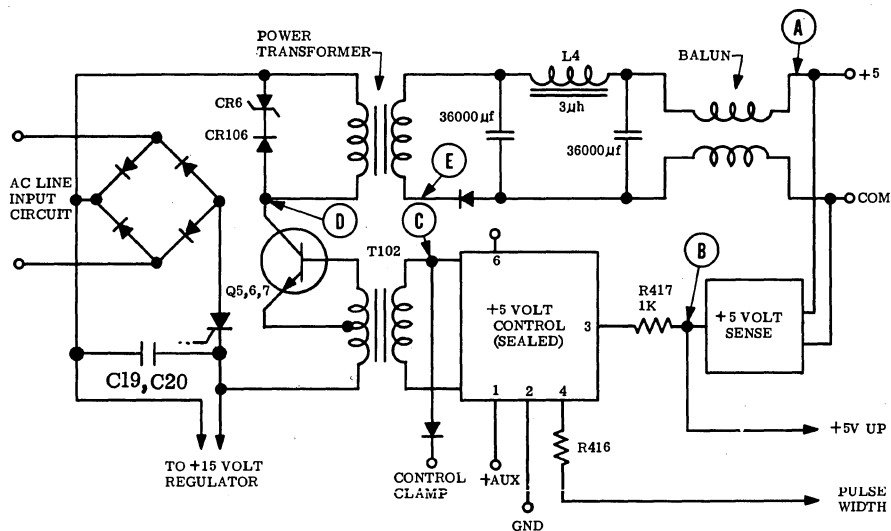 POWER
TRANSFORMER
L4
3μh
BALUN
A
+5
CR6
CR106
36000μf
36000μf
AC LINE
INPUT
CIRCUIT
E
COM
D
C
T102
B
Q5,6,7
6
+5 VOLT
CONTROL
(SEALED)
3
R417
1K
+5 VOLT
SENSE
C19,C20
1
2
4
+5V UP
R416
TO +15 VOLT
REGULATOR
CONTROL
CLAMP
+AUX
GND
PULSE
WIDTH